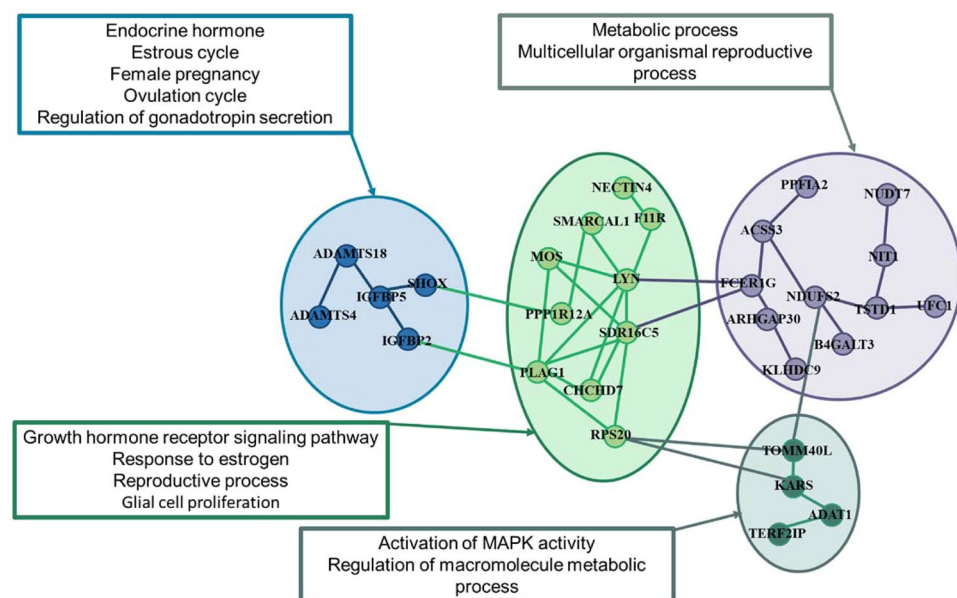 Endocrine hormone
Estrous cycle
Female pregnancy
Ovulation cycle
Regulation of gonadotropin secretion
Metabolic process
Multicellular organismal reproductive
process
ADAMTS18
SHOX
IGFBP5
ADAMTS4
IGFBP2
NECTIN4
SMARCAL1
F11R
MOS
LYN
PPP1R12A
SDR16C5
PLAG1
CHCHD7
RPS20
PPFIA2
NUDT7
ACSS3
NIT1
FCER1G
NDUFS2
ARHGAP30
TSTD1
UFC1
B4GALT3
KLHDC9
TOMM40L
KARS
ADAT1
TERF2IP
Growth hormone receptor signaling pathway
Response to estrogen
Reproductive process
Glial cell proliferation
Activation of MAPK activity
Regulation of macromolecule metabolic
process